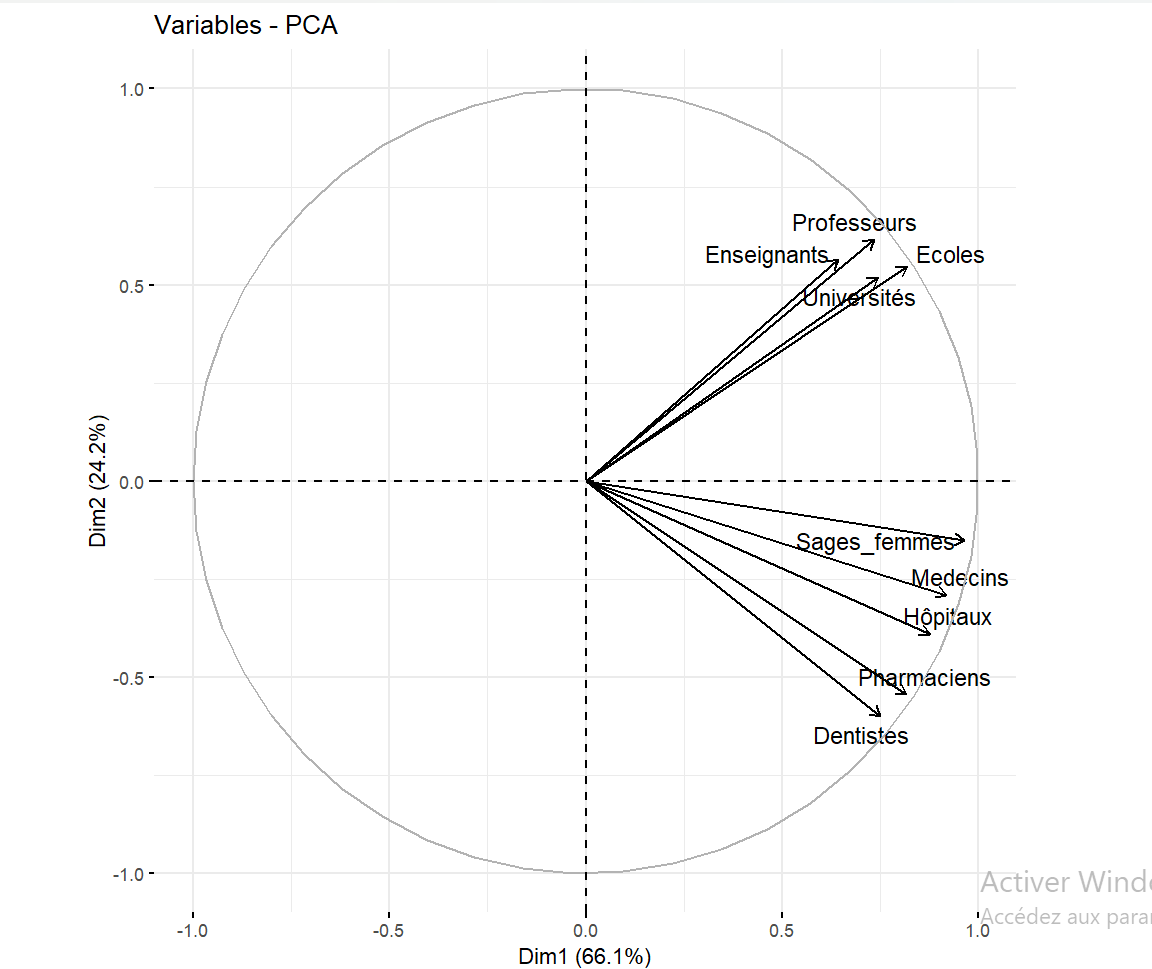 Variables - PCA
1.0
Professeurs
Enseignants
Ecoles
0.5
Universités
Dim2 (24.2%)
0.0
Sages_femmes
Medecins
Hôpitaux
-0.5
Pharmaciens
Dentistes
-1.0
Activer Windo
Accédez aux parar
-1.0
-0.5
0.0
0.5
1.0
Dim1 (66.1%)